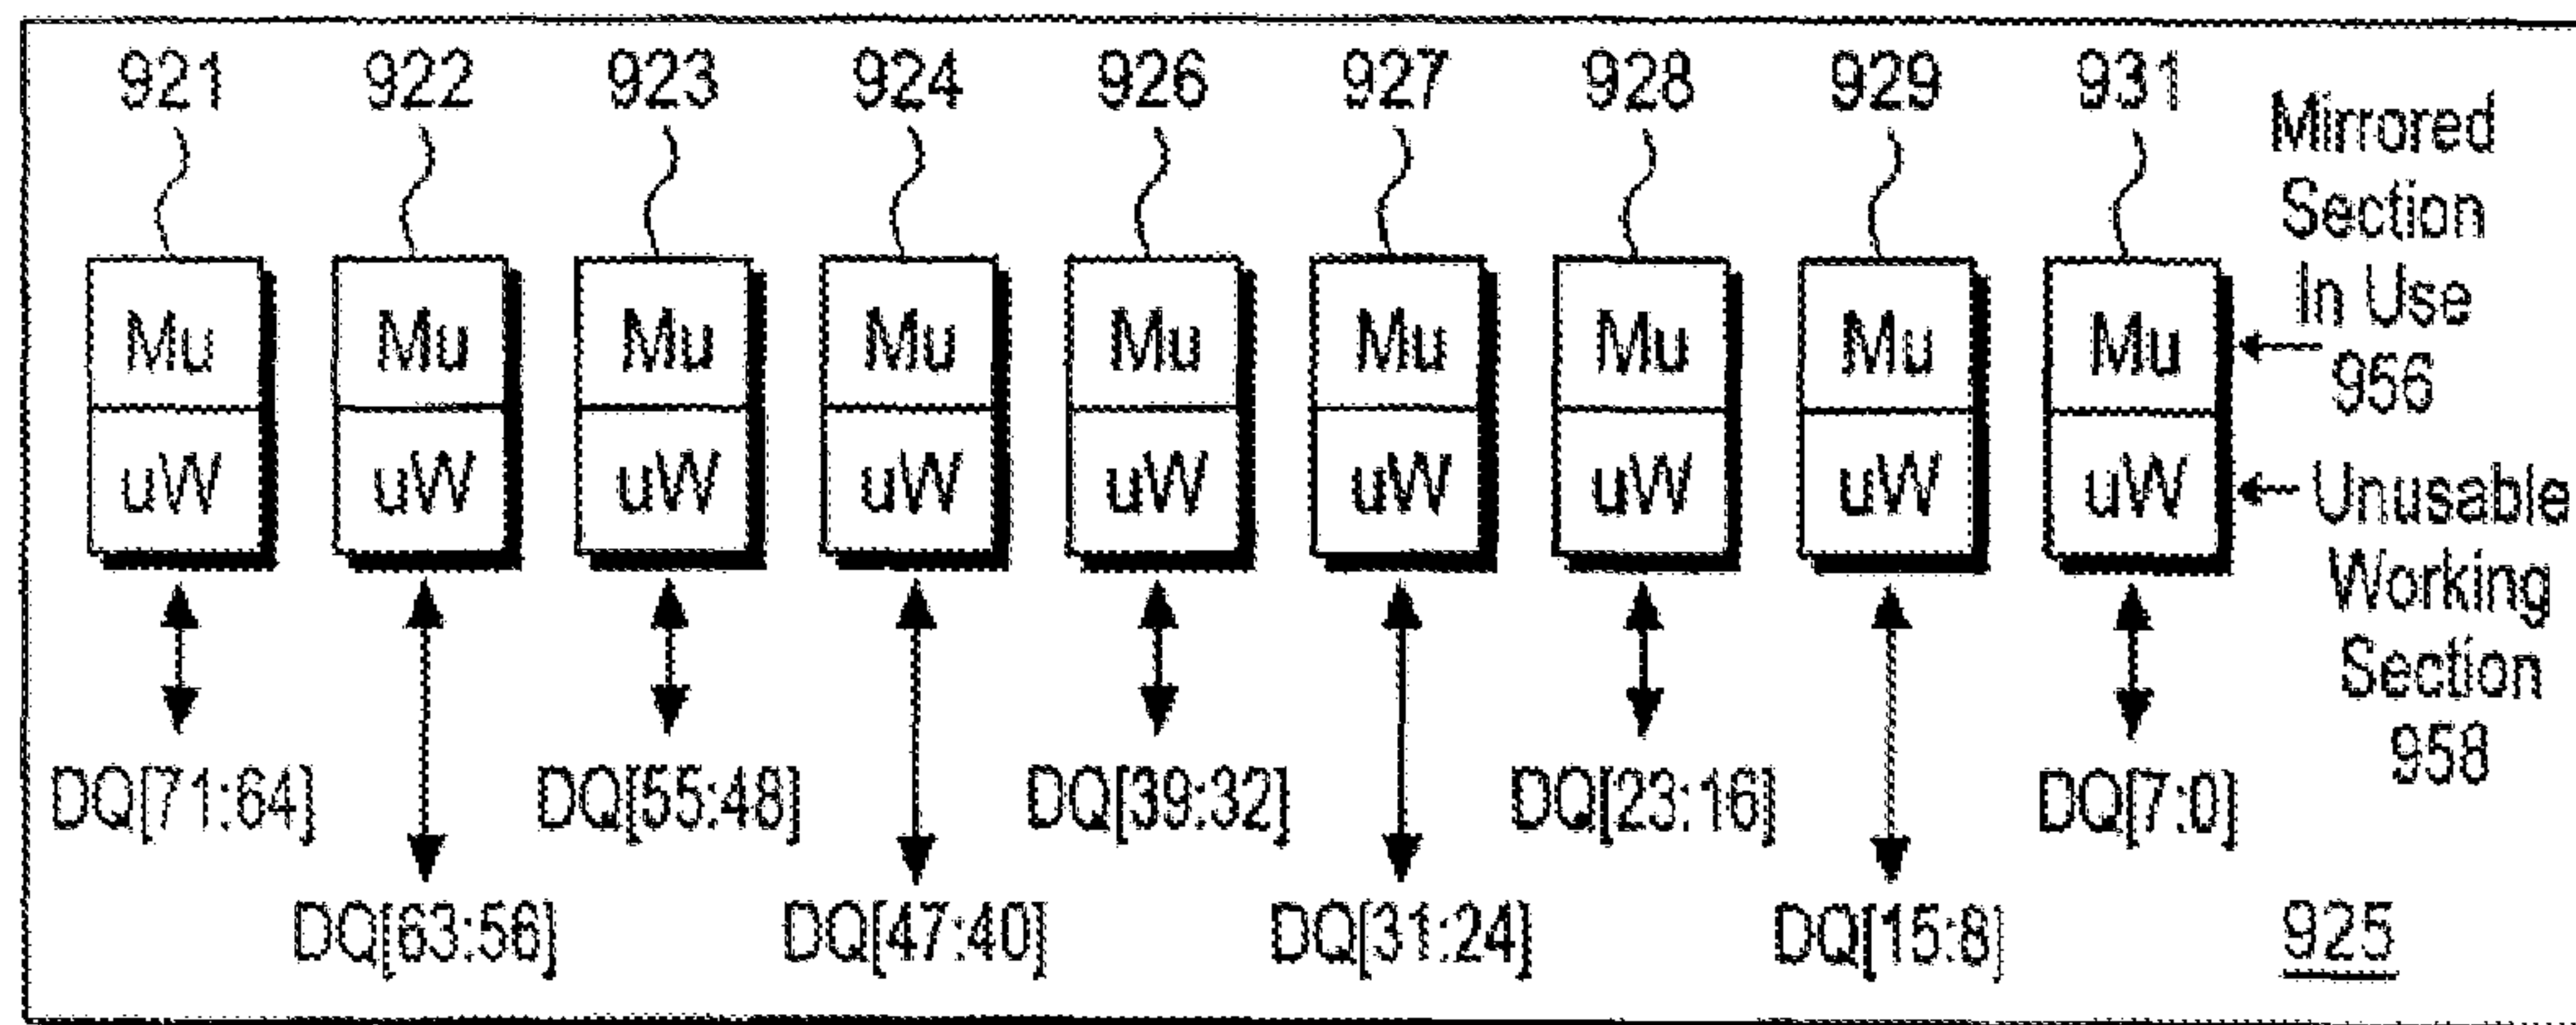 921 922 923 924 926 927 928 929 931
Mirrored
Section
In Use
956
Mu Mu Mu Mu Mu Mu Mu Mu Mu
uW uW uW uW uW uW uW uW uW
Unusable
Working
Section
958
DQ[71:64] DQ[55:48] DQ[39:32] DQ[23:16] DQ[7:0]
DQ[63:56] DQ[47:40] DQ[31:24] DQ[15:8]
925